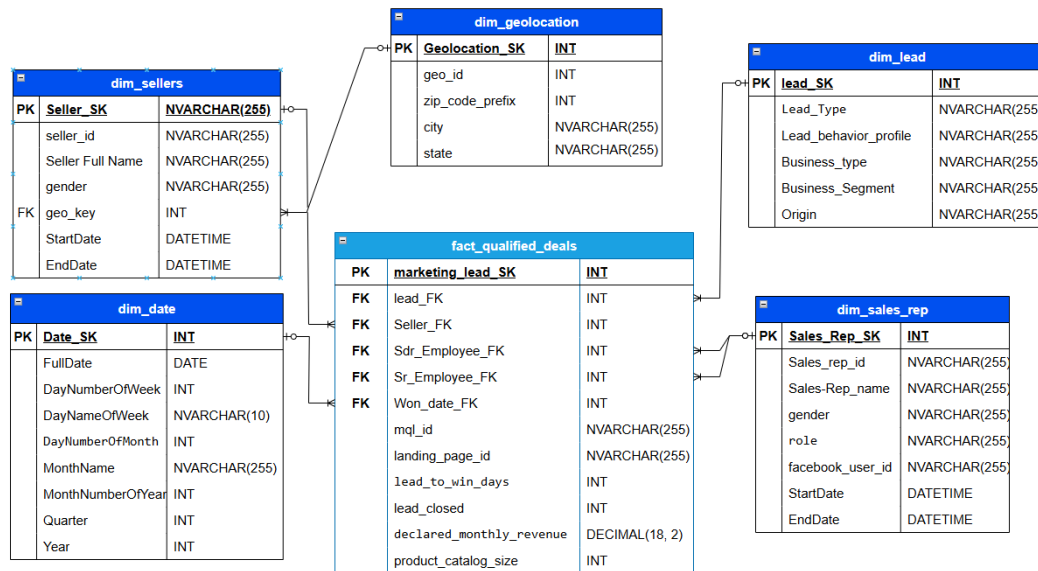 dim_geolocation
PK Geolocation_SK INT
geo_id INT
zip_code_prefix INT
city NVARCHAR(255)
state NVARCHAR(255)
dim_lead
PK lead_SK INT
Lead_Type NVARCHAR(255
Lead_behavior_profile NVARCHAR(255
Business_type NVARCHAR(255
Business_Segment NVARCHAR(255
Origin NVARCHAR(255
dim_sellers
PK Seller_SK NVARCHAR(255)
seller_id NVARCHAR(255)
Seller Full Name NVARCHAR(255)
gender NVARCHAR(255)
FK geo_key INT
StartDate DATETIME
EndDate DATETIME
fact_qualified_deals
PK marketing_lead_SK INT
FK lead_FK INT
FK Seller_FK INT
FK Sdr_Employee_FK INT
FK Sr_Employee_FK INT
FK Won_date_FK INT
mql_id NVARCHAR(255)
landing_page_id NVARCHAR(255)
lead_to_win_days INT
lead_closed INT
declared_monthly_revenue DECIMAL(18, 2)
product_catalog_size INT
dim_date
PK Date_SK INT
FullDate DATE
DayNumberOfWeek INT
DayNameOfWeek NVARCHAR(10)
DayNumberOfMonth INT
MonthName NVARCHAR(255)
MonthNumberOfYear INT
Quarter INT
Year INT
dim_sales_rep
PK Sales_Rep_SK INT
Sales_rep_id NVARCHAR(255)
Sales-Rep_name NVARCHAR(255)
gender NVARCHAR(255)
role NVARCHAR(255)
facebook_user_id NVARCHAR(255)
StartDate DATETIME
EndDate DATETIME